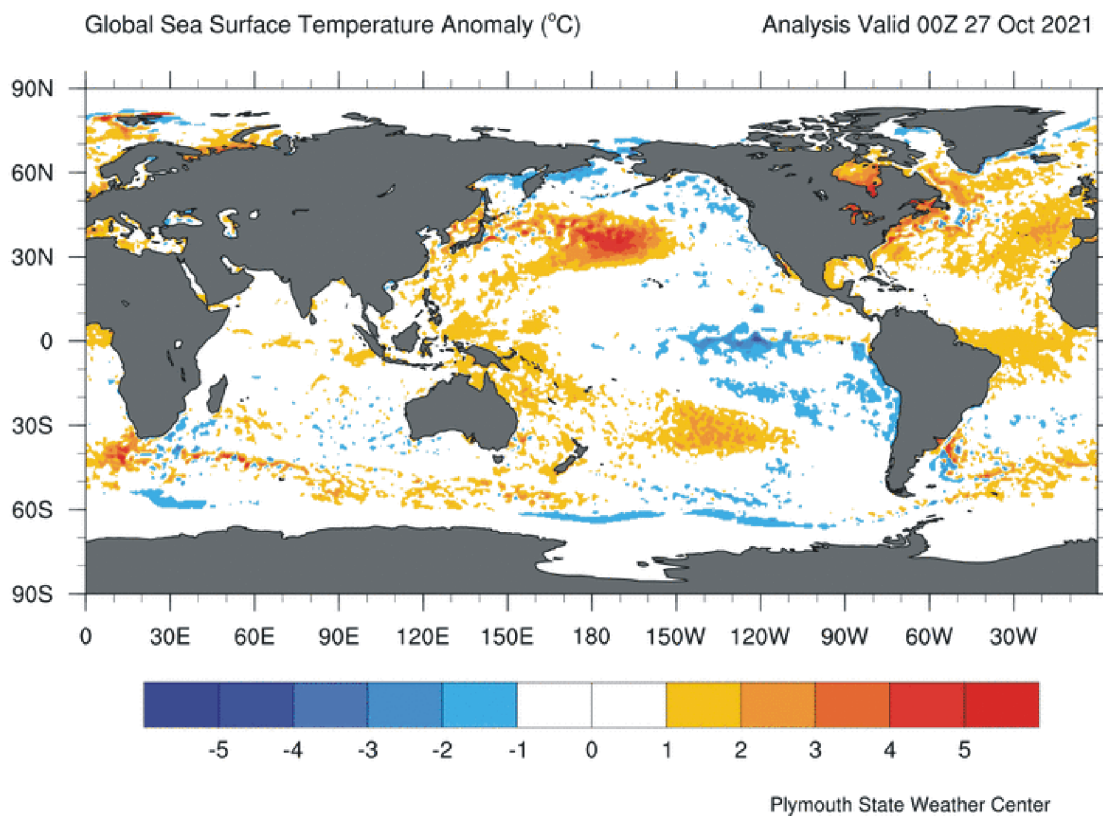 Global Sea Surface Temperature Anomaly (°C) Analysis Valid 00Z 27 Oct 2021
90N
60N
30N
0
30S
60S
90S
0 30E 60E 90E 120E 150E 180 150W 120W 90W 60W 30W
-5 -4 -3 -2 -1 0 1 2 3 4 5
Plymouth State Weather Center